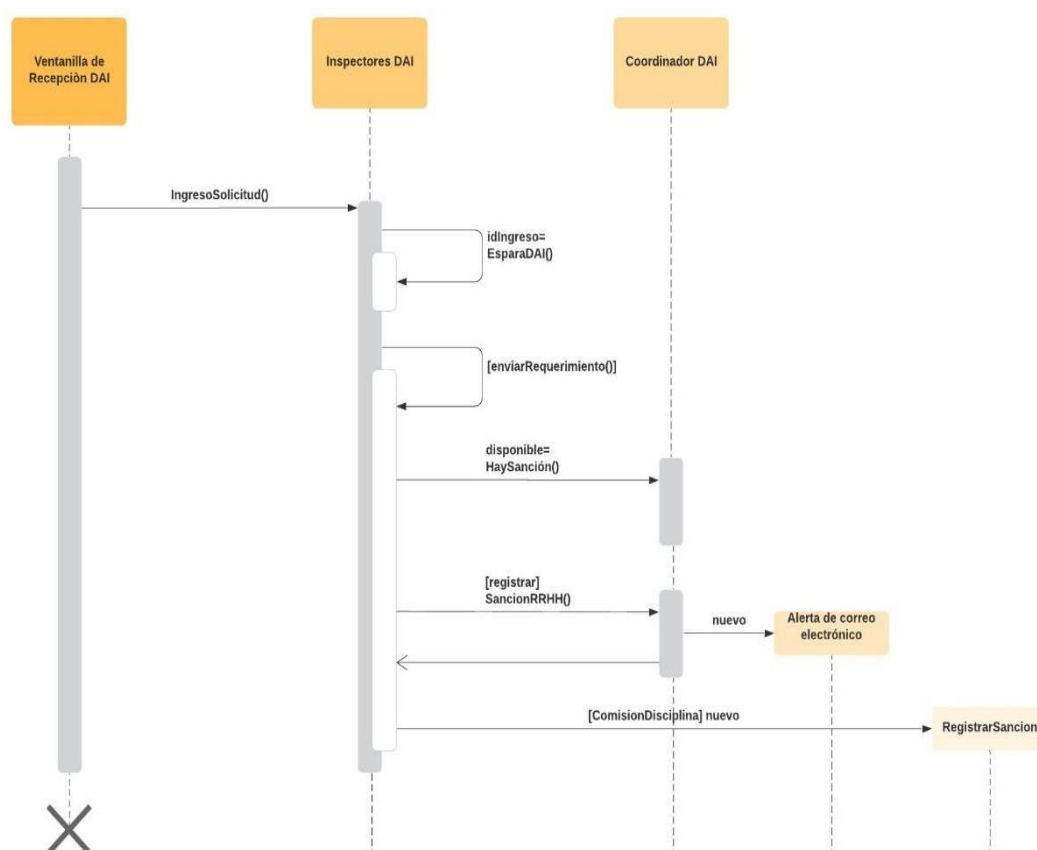 Ventanilla de
Recepciòn DAI
Inspectores DAI
Coordinador DAI
IngresoSolicitud()
idIngreso=
EsparaDAI()
[enviarRequerimiento()]
disponible=
HaySanción()
[registrar]
SancionRRHH()
nuevo
Alerta de correo
electrónico
[ComisionDisciplina] nuevo
RegistrarSancion